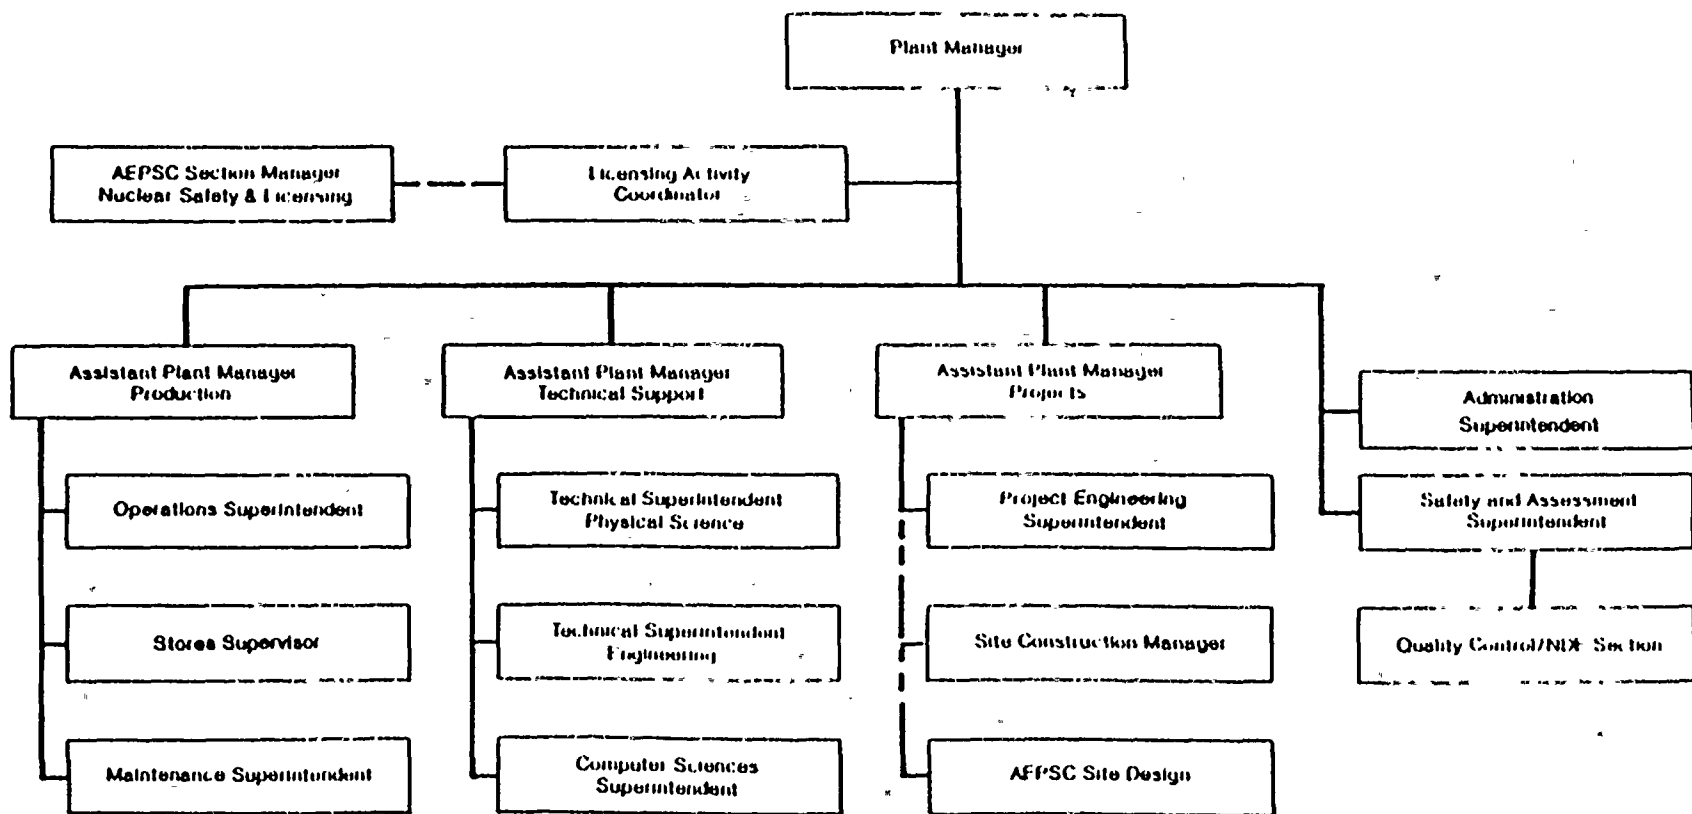 Plant Manager
AEPSC Section Manager
Nuclear Safety & Licensing
Licensing Activity
Coordinator
Assistant Plant Manager
Production
Assistant Plant Manager
Technical Support
Assistant Plant Manager
Projects
Administration
Superintendent
Operations Superintendent
Technical Superintendent
Physical Science
Project Engineering
Superintendent
Safety and Assessment
Superintendent
Stores Supervisor
Technical Superintendent
Engineering
Site Construction Manager
Quality Control/NDE Section
Maintenance Superintendent
Computer Sciences
Superintendent
AEPSC Site Design